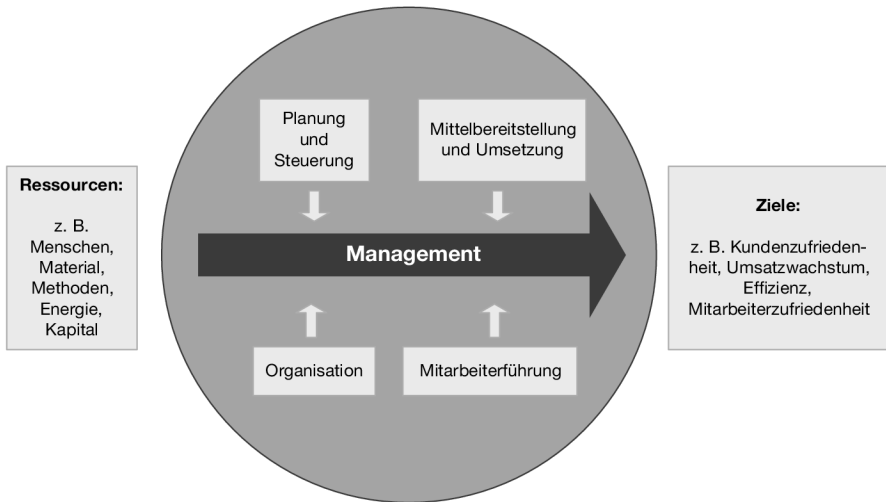 Planung
und
Steuerung
Mittelbereitstellung
und Umsetzung
Ressourcen:
z. B.
Menschen,
Material,
Methoden,
Energie,
Kapital
Management
Ziele:
z. B. Kundenzufrieden-
heit, Umsatzwachstum,
Effizienz,
Mitarbeiterzufriedenheit
Organisation
Mitarbeiterführung